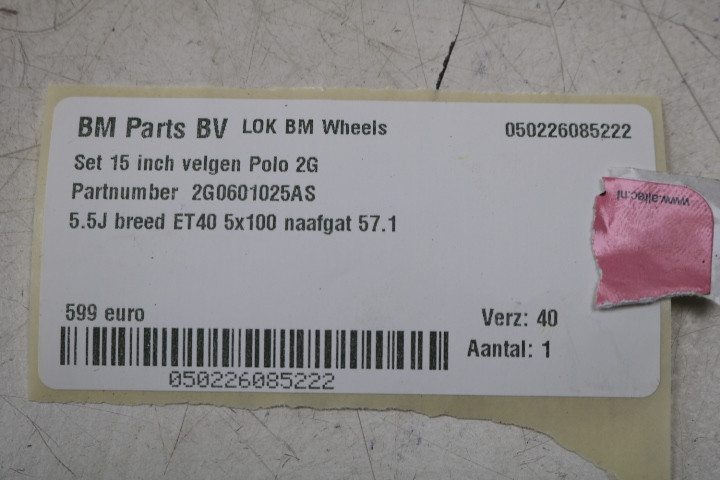 BM Parts BV LOK BM Wheels 050226085222
Set 15 inch velgen Polo 2G
Partnumber 2G0601025AS
5.5J breed ET40 5x100 naafgat 57.1
599 euro
Verz: 40
Aantal: 1
050226085222